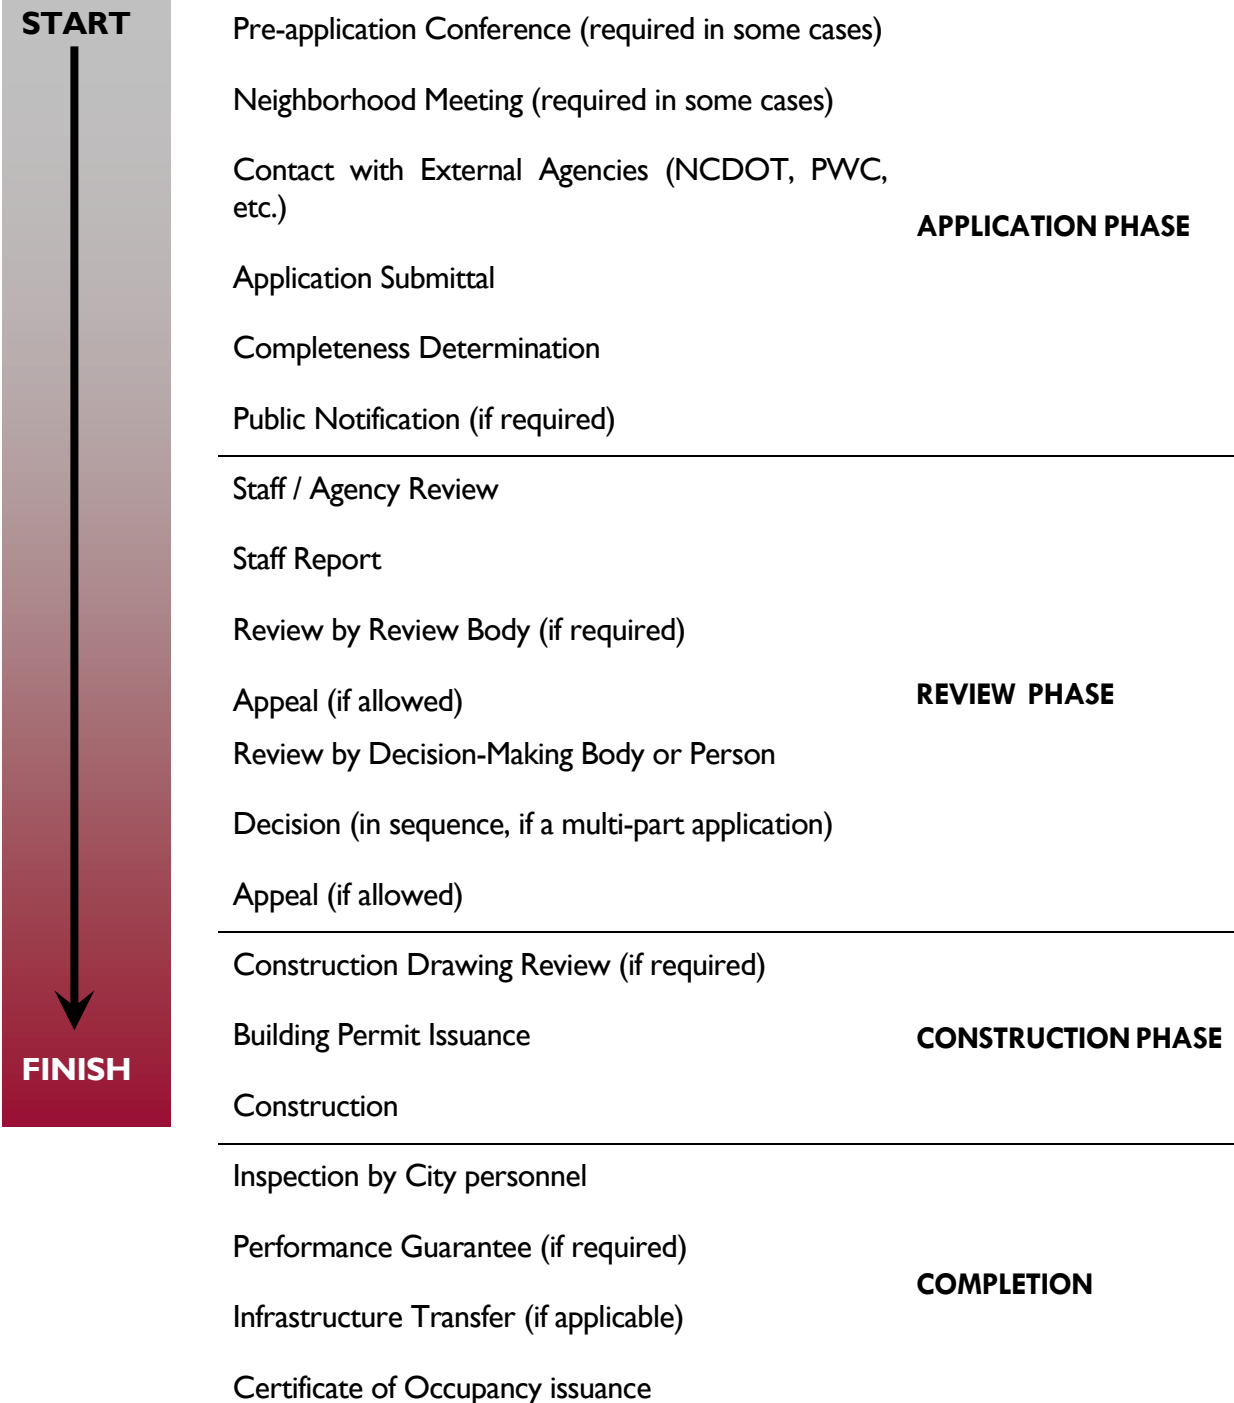 START
Pre-application Conference (required in some cases)
Neighborhood Meeting (required in some cases)
Contact with External Agencies (NCDOT, PWC,
etc.)
APPLICATION PHASE
Application Submittal
Completeness Determination
Public Notification (if required)
Staff / Agency Review
Staff Report
Review by Review Body (if required)
Appeal (if allowed)
REVIEW PHASE
Review by Decision-Making Body or Person
Decision (in sequence, if a multi-part application)
Appeal (if allowed)
Construction Drawing Review (if required)
Building Permit Issuance
CONSTRUCTION PHASE
FINISH
Construction
Inspection by City personnel
Performance Guarantee (if required)
COMPLETION
Infrastructure Transfer (if applicable)
Certificate of Occupancy issuance